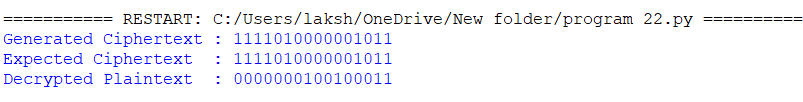 =========== RESTART: C:/Users/laksh/OneDrive/New folder/program 22.py ==========
Generated Ciphertext : 1111010000001011
Expected Ciphertext  : 1111010000001011
Decrypted Plaintext  : 0000000100100011